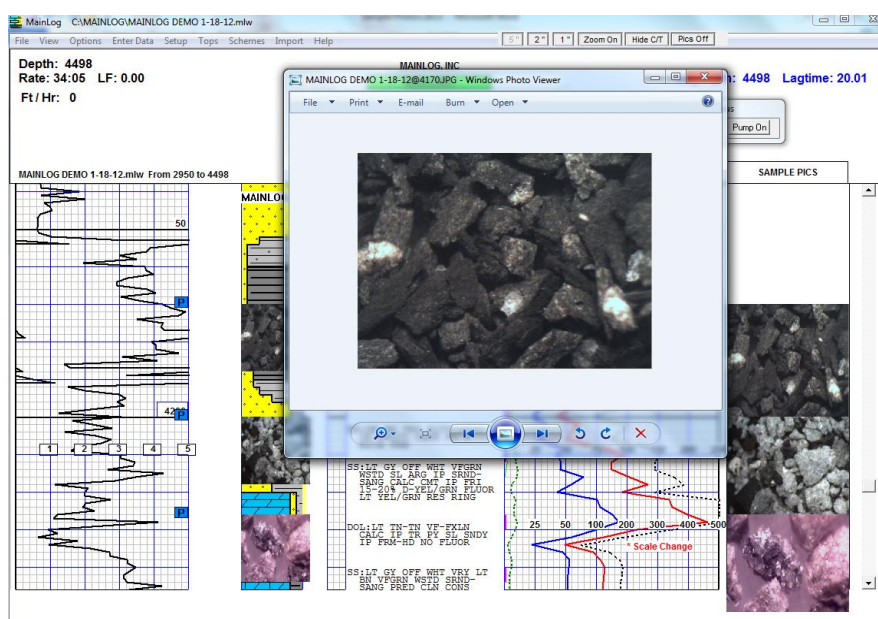 MainLog C:\MAINLOG\MAINLOG DEMO 1-18-12.mlw
File View Options Enter Data Setup Tops Schemes Import Help
5" 2" 1" Zoom On Hide C/T Pics Off
Depth: 4498
Rate: 34:05 LF: 0.00
Ft / Hr: 0
MAINLOG, INC
4498 Lagtime: 20.01
MAINLOG DEMO 1-18-12@4170.JPG - Windows Photo Viewer
File Print E-mail Burn Open
Pump On
MAINLOG DEMO 1-18-12.mlw From 2950 to 4498
SAMPLE PICS
MAINLOG
50
P
4200
P
1 2 3 4 5
P
SS:LT GY OFF WHT VFGRN
WSTD SL ARG IP SRND-
SANG CALC CMT IP FRI
15-20% D-YEL/GRN FLUOR
LT YEL/GRN RES RING
DOL:LT TN-TN VF-FXLN
CALC IP TR PY SL SNDY
IP FRM-HD NO FLUOR
SS:LT GY OFF WHT VRY LT
BN VFGRN WSTD SRND-
SANG PRED CLN CONS
25 50 100 200 300 400 500
Scale Change